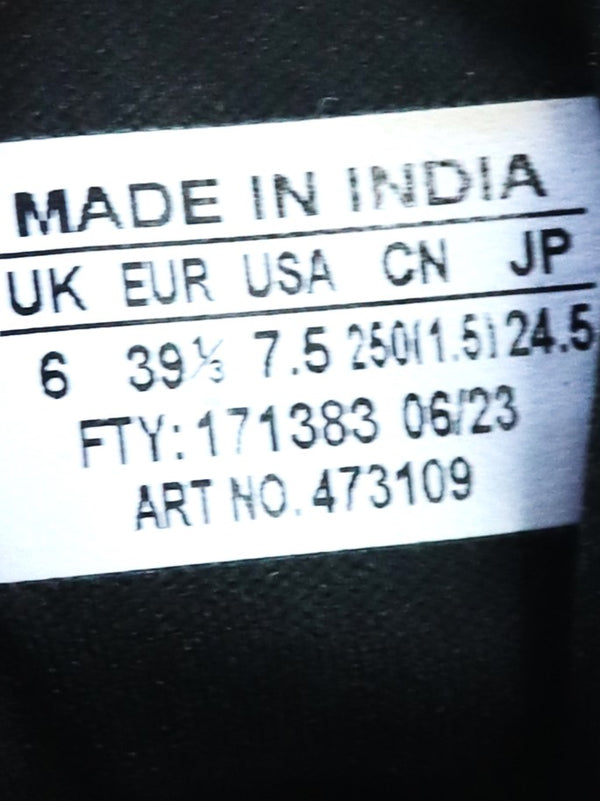 MADE IN INDIA
UK EUR USA CN JP
6 39⅓ 7.5 250(1.5) 24.5
FTY: 171383 06/23
ART NO. 473109